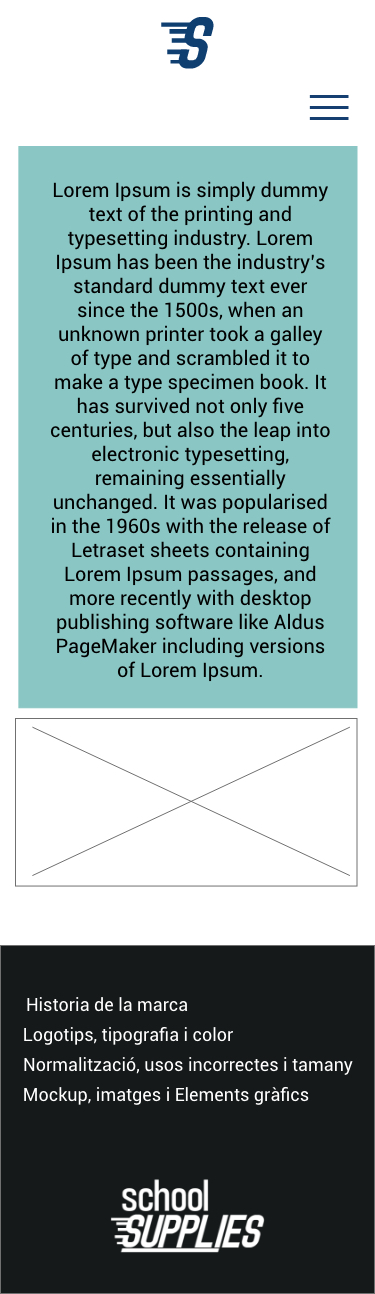 S
Lorem Ipsum is simply dummy
text of the printing and
typesetting industry. Lorem
Ipsum has been the industry's
standard dummy text ever
since the 1500s, when an
unknown printer took a galley
of type and scrambled it to
make a type specimen book. It
has survived not only five
centuries, but also the leap into
electronic typesetting,
remaining essentially
unchanged. It was popularised
in the 1960s with the release of
Letraset sheets containing
Lorem Ipsum passages, and
more recently with desktop
publishing software like Aldus
PageMaker including versions
of Lorem Ipsum.
Historia de la marca
Logotips, tipografia i color
Normalització, usos incorrectes i tamany
Mockup, imatges i Elements gràfics
school
SUPPLIES